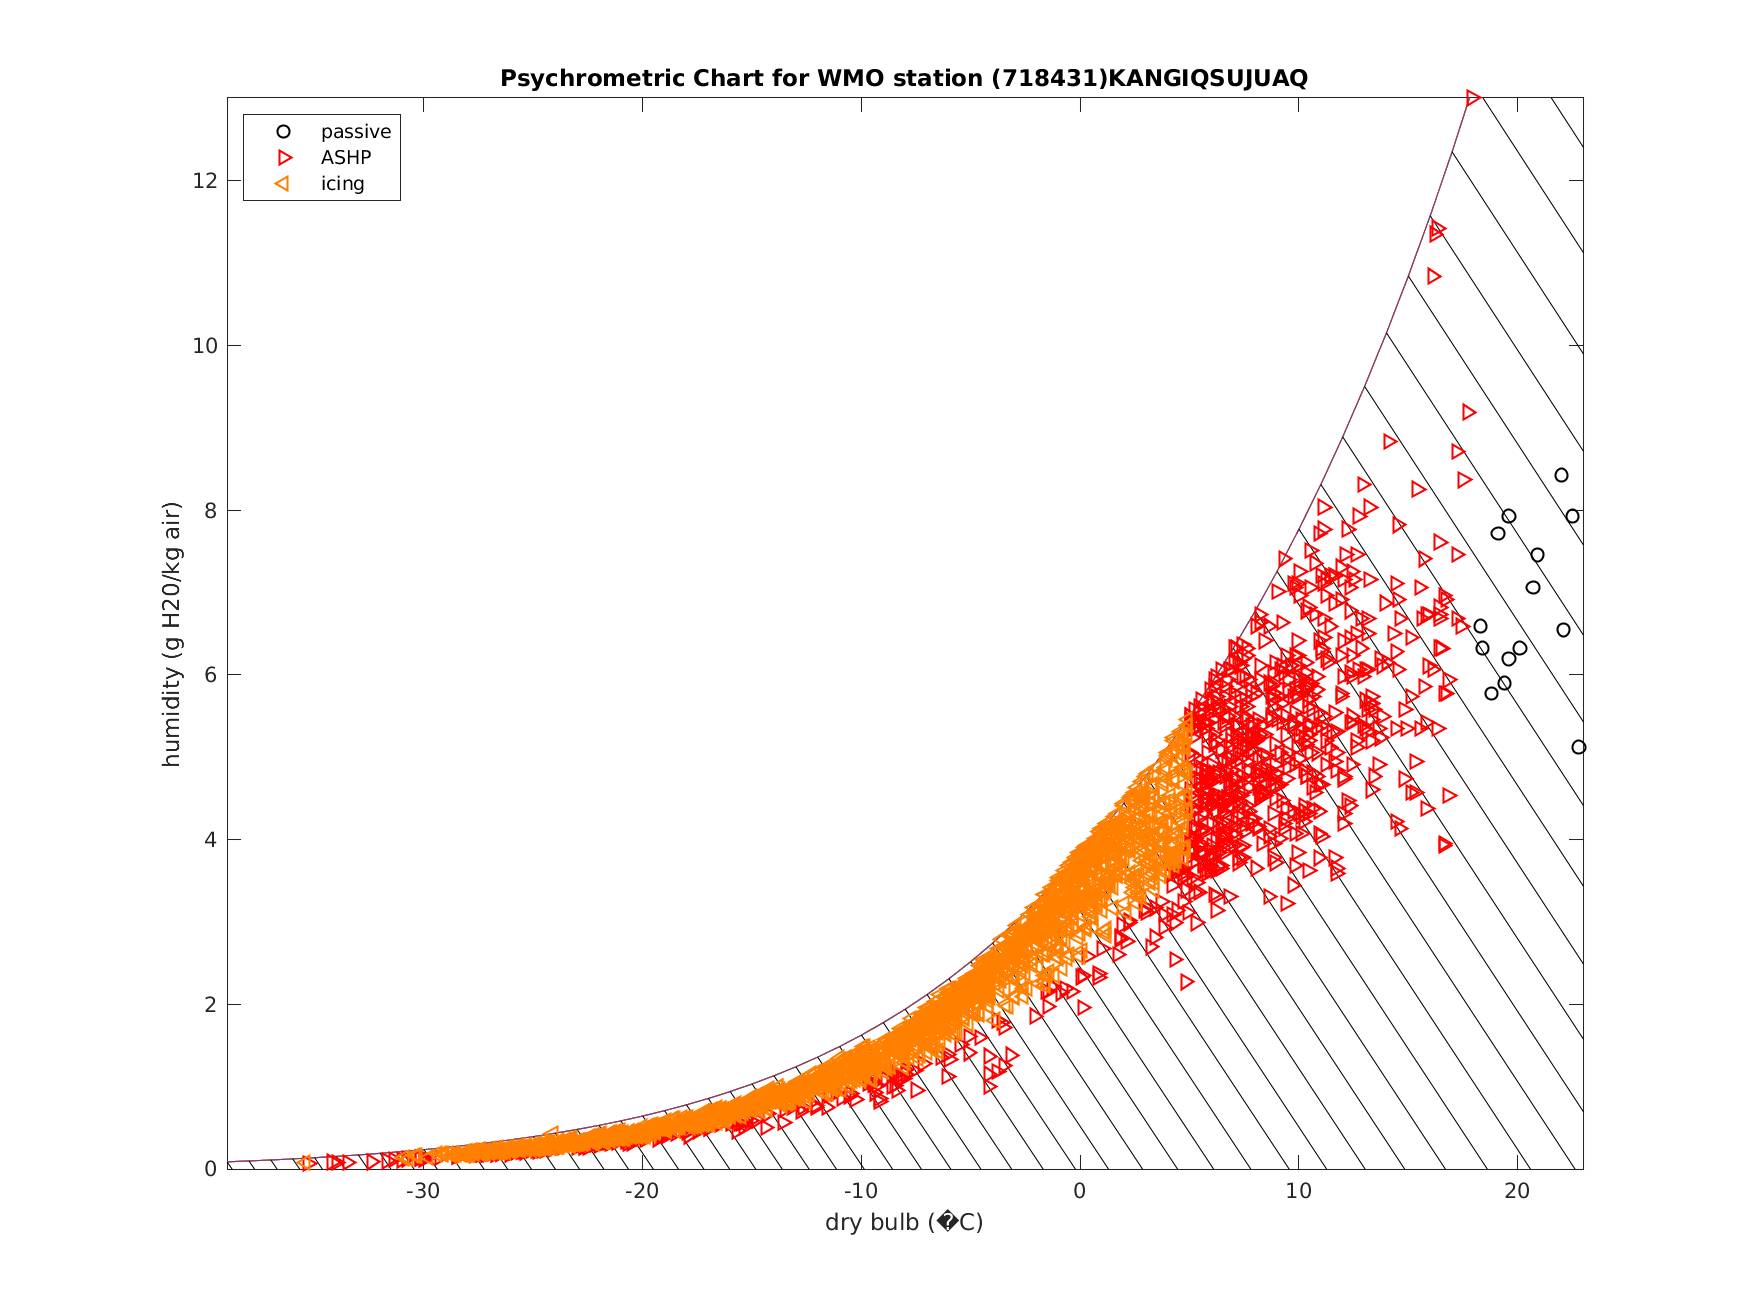 Psychrometric Chart for WMO station (718431)KANGIQSUJUAQ
passive
ASHP
icing
humidity (g H20/kg air)
12
10
8
6
4
2
0
-30 -20 -10 0 10 20
dry bulb (�C)